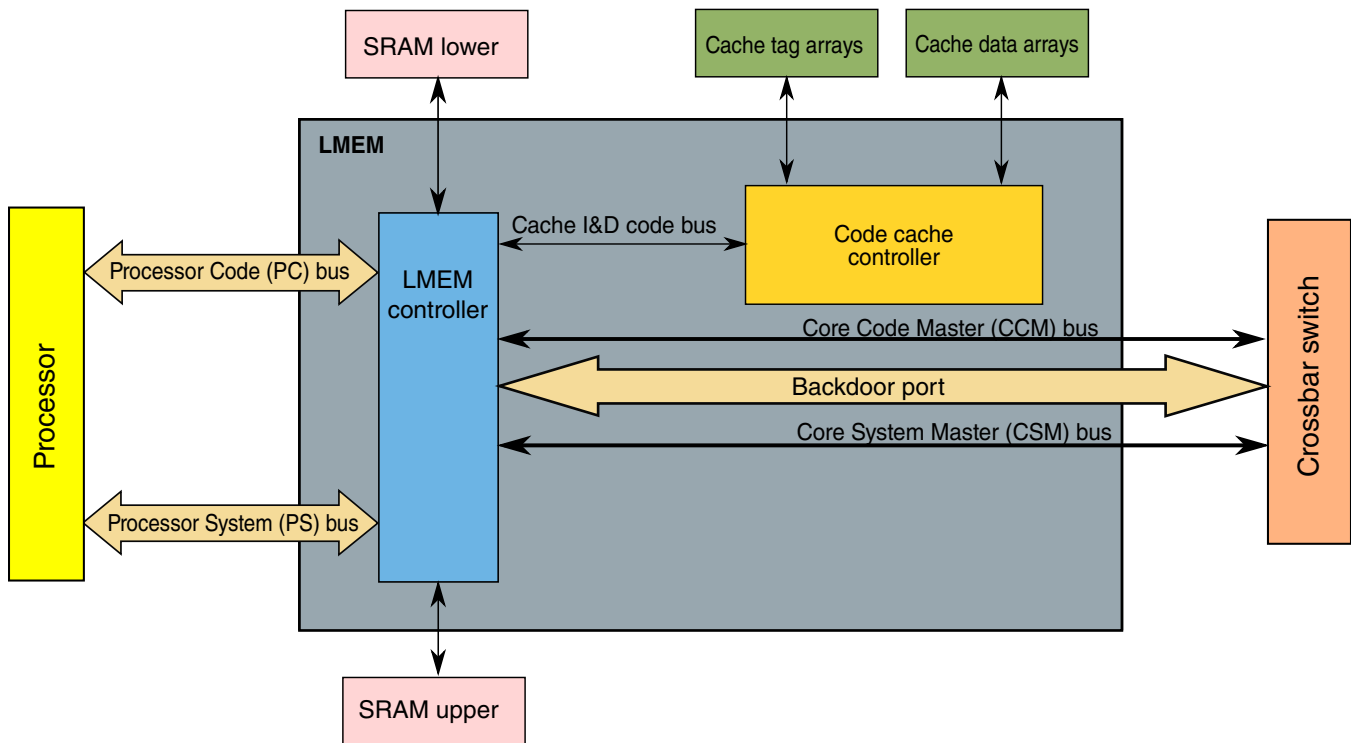 SRAM lower
Cache tag arrays
Cache data arrays
LMEM
Processor
Processor Code (PC) bus
LMEM
controller
Cache I&D code bus
Code cache
controller
Core Code Master (CCM) bus
Backdoor port
Core System Master (CSM) bus
Crossbar switch
Processor System (PS) bus
SRAM upper